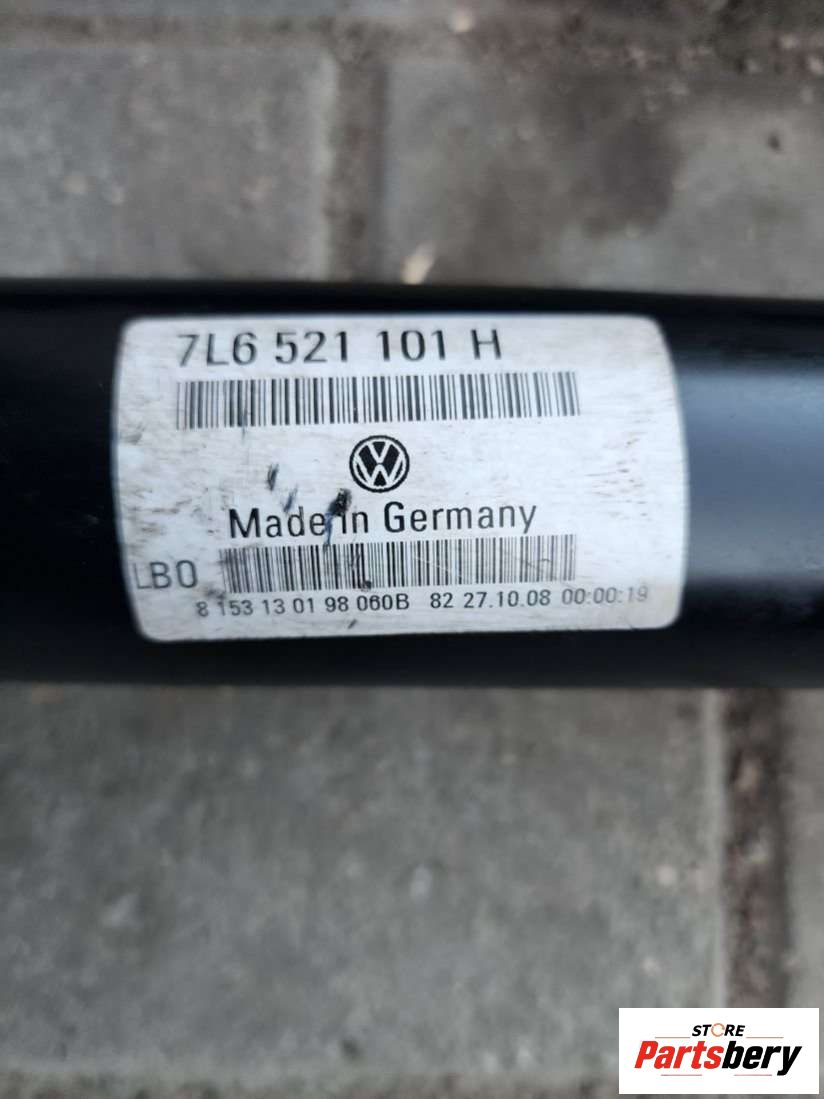 7L6 521 101 H
Made in Germany
LB0
8 153 13 01 98 060B 82 27.10.08 00:00:19
STORE
Partsbery